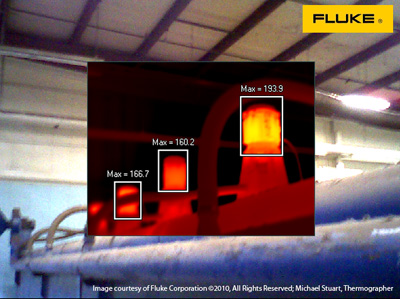 FLUKE ®
Max = 193.9
Max = 160.2
Max = 166.7
Image courtesy of Fluke Corporation ©2010, All Rights Reserved; Michael Stuart, Thermographer